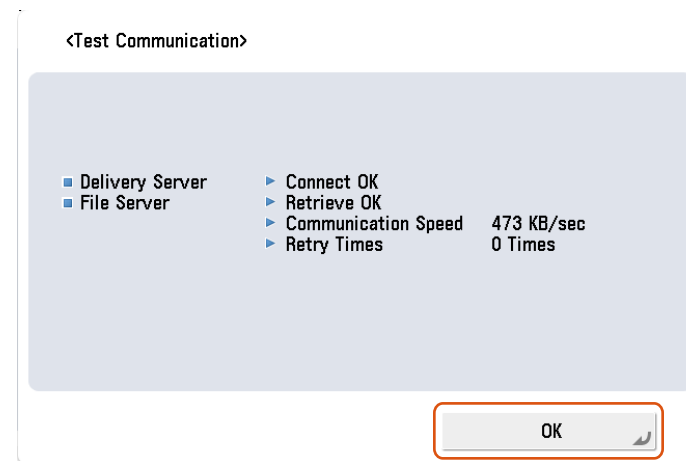 <Test Communication>
Delivery Server Connect OK
File Server Retrieve OK
Communication Speed 473 KB/sec
Retry Times 0 Times
OK